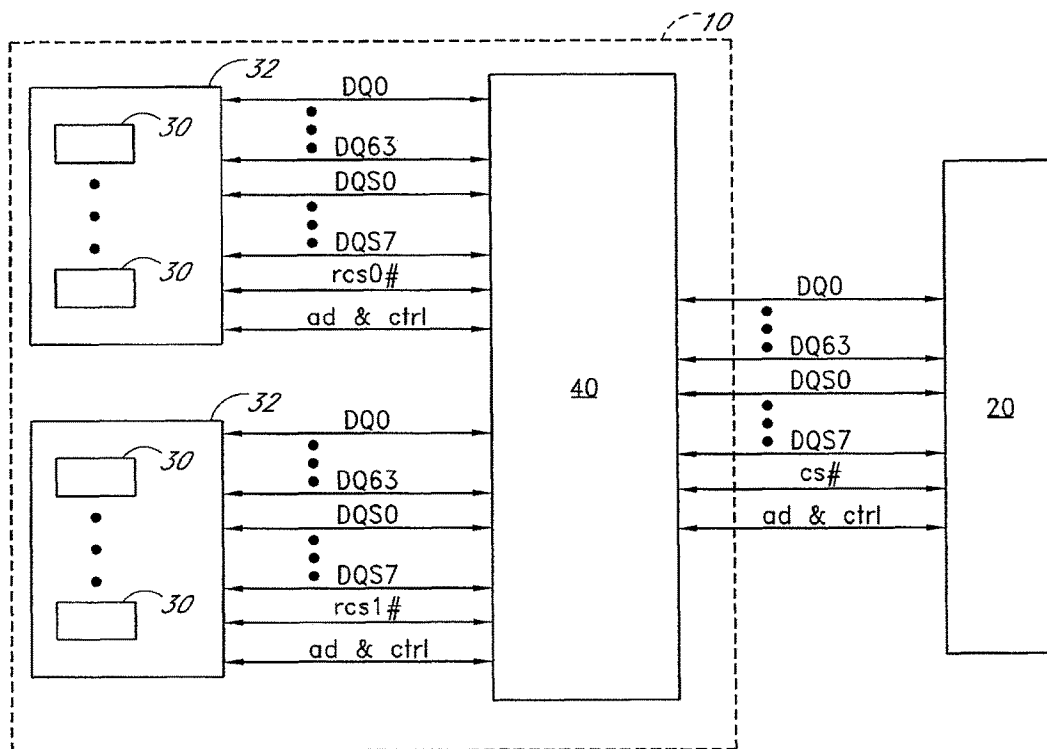 10
32
30
30
DQ0
DQ63
DQS0
DQS7
rcs0#
ad & ctrl
32
30
30
DQ0
DQ63
DQS0
DQS7
rcs1#
ad & ctrl
40
DQ0
DQ63
DQS0
DQS7
cs#
ad & ctrl
20